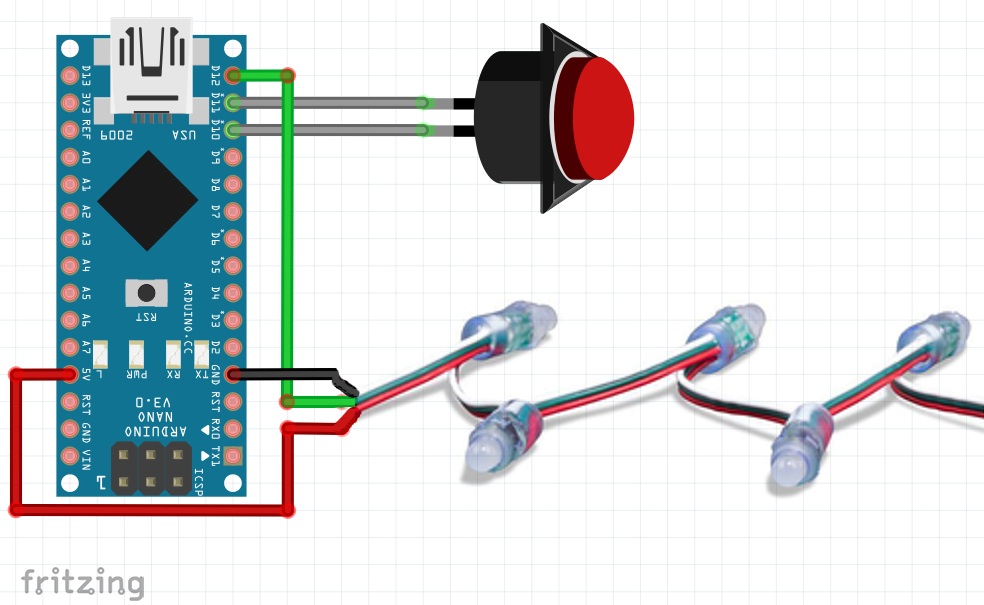 D13
3V3
REF
A0
A1
A2
A3
A4
A5
A6
A7
5V
RST
GND
VIN
D12
D11
D10
D9
D8
D7
D6
D5
D4
D3
D2
GND
RST
RX0
TX1
USA
2009
RST
ARDUINO.CC
L
PWR
RX
TX
ARDUINO
NANO
V3.0
1
ICSP
fritzing